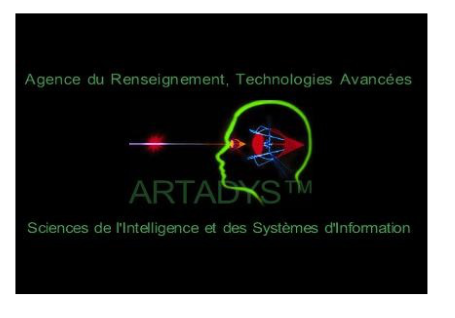 Agence du Renseignement, Technologies Avancées
ARTADYS™
Sciences de l'Intelligence et des Systèmes d'Information